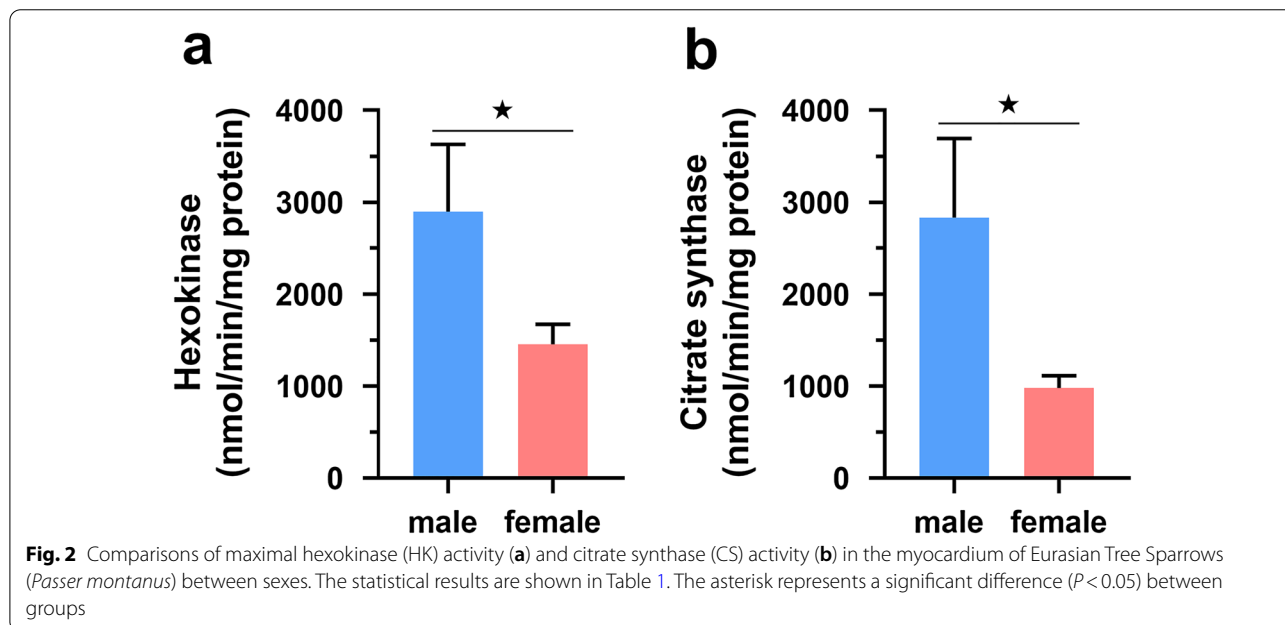 a
Hexokinase
(nmol/min/mg protein)
4000
3000
2000
1000
0
★
male female
b
Citrate synthase
(nmol/min/mg protein)
4000
3000
2000
1000
0
★
male female
Fig. 2 Comparisons of maximal hexokinase (HK) activity (a) and citrate synthase (CS) activity (b) in the myocardium of Eurasian Tree Sparrows
(Passer montanus) between sexes. The statistical results are shown in Table 1. The asterisk represents a significant difference (P < 0.05) between
groups